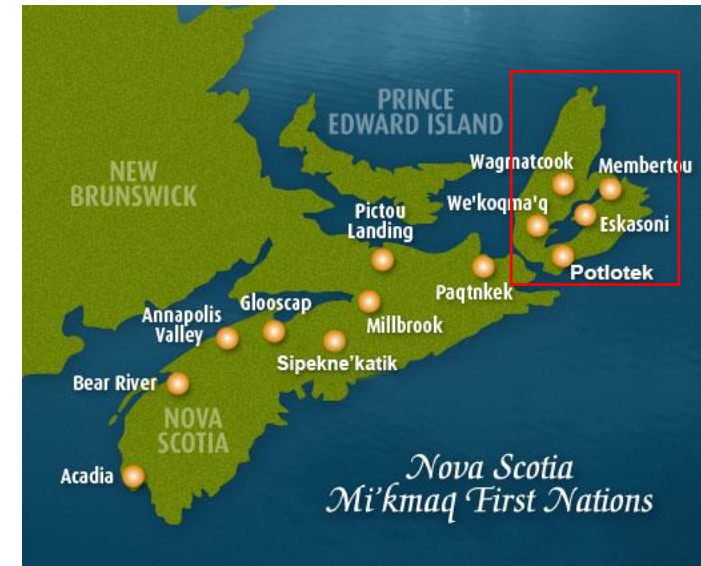 PRINCE
EDWARD ISLAND
NEW
BRUNSWICK
Wagmatcook
Membertou
We'koqma'q
Eskasoni
Pictou
Landing
Potlotek
Paqtnkek
Glooscap
Annapolis
Valley
Millbrook
Sipekne’katik
Bear River
NOVA
SCOTIA
Acadia
Nova Scotia
Mi’kmaq First Nations